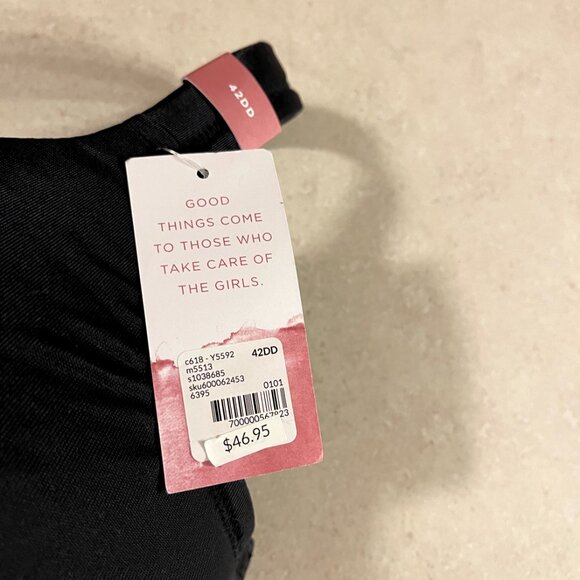 42DD
GOOD
THINGS COME
TO THOSE WHO
TAKE CARE OF
THE GIRLS.
c618 - Y5592 42DD
m5513
s1038685
sku600062453
6395 0101
700000567823
$46.95